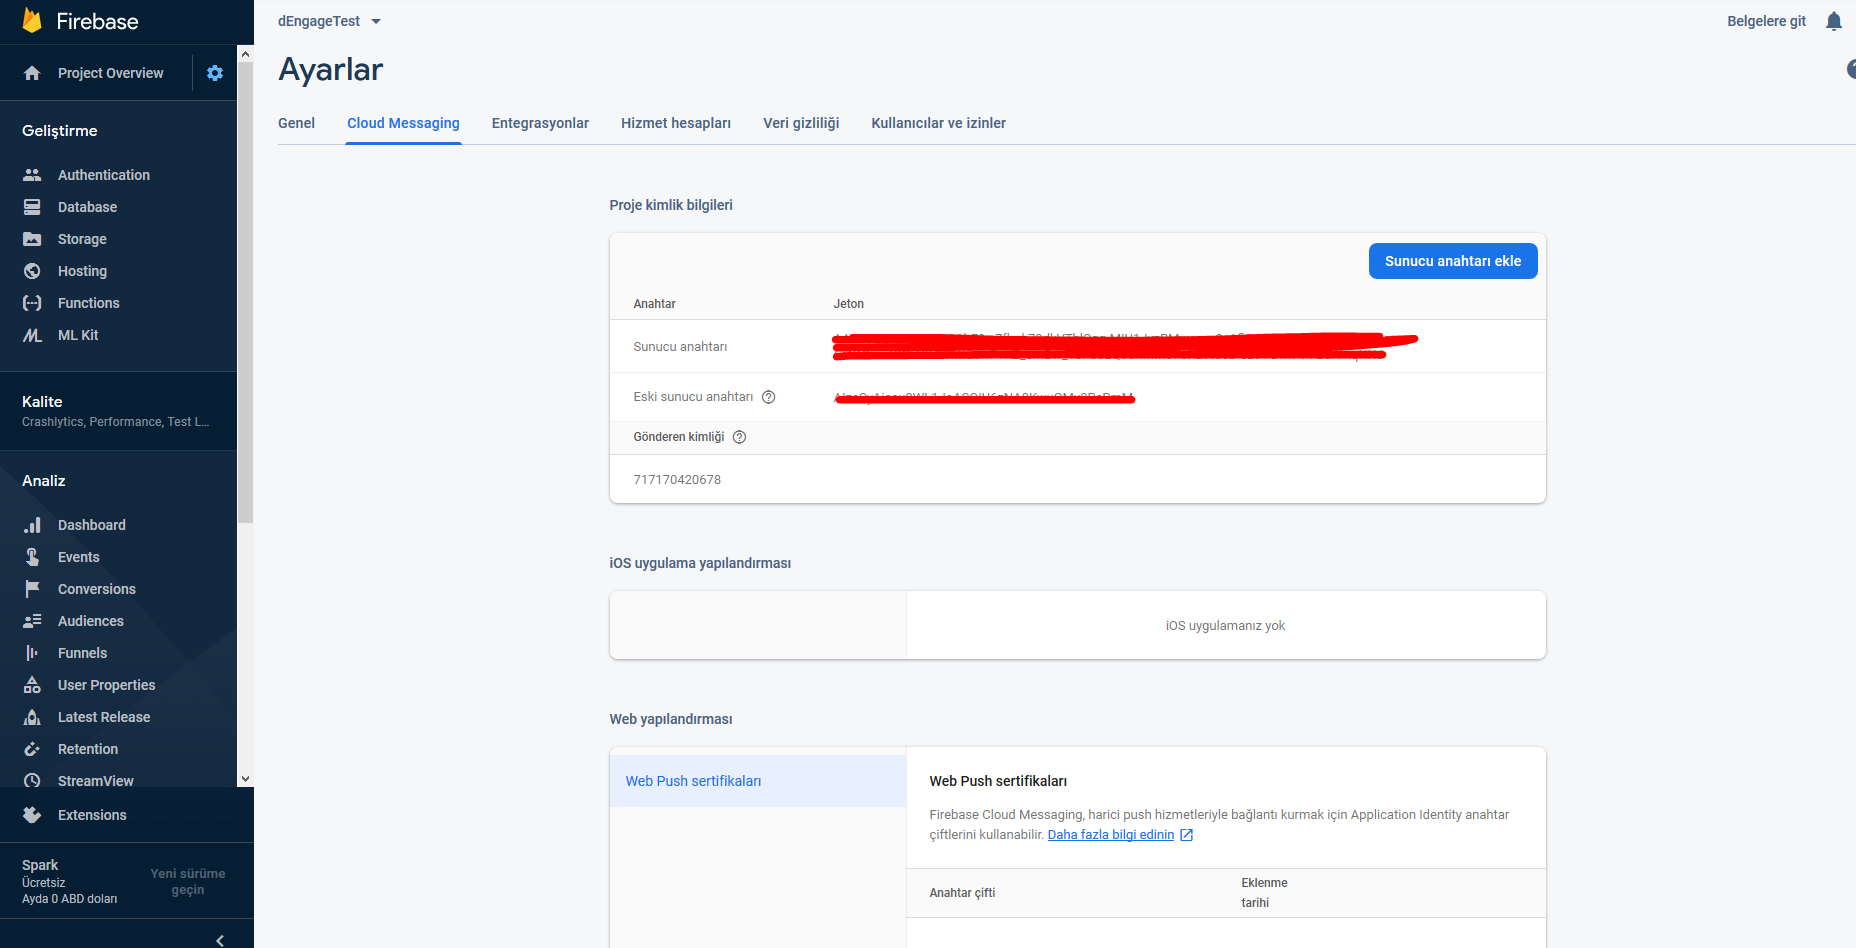 Firebase
Project Overview
Geliştirme
Authentication
Database
Storage
Hosting
Functions
ML Kit
Kalite
Crashlytics, Performance, Test L...
Analiz
Dashboard
Events
Conversions
Audiences
Funnels
User Properties
Latest Release
Retention
StreamView
Extensions
Spark
Ücretsiz
Ayda 0 ABD doları
Yeni sürüme
geçin
dEngageTest
Belgelere git
Ayarlar
Genel
Cloud Messaging
Entegrasyonlar
Hizmet hesapları
Veri gizliliği
Kullanıcılar ve izinler
Proje kimlik bilgileri
Sunucu anahtarı ekle
Anahtar
Jeton
Sunucu anahtarı
Eski sunucu anahtarı
Gönderen kimliği
717170420678
iOS uygulama yapılandırması
iOS uygulamanız yok
Web yapılandırması
Web Push sertifikaları
Web Push sertifikaları
Firebase Cloud Messaging, harici push hizmetleriyle bağlantı kurmak için Application Identity anahtar
çiftlerini kullanabilir. Daha fazla bilgi edinin
Anahtar çifti
Eklenme
tarihi